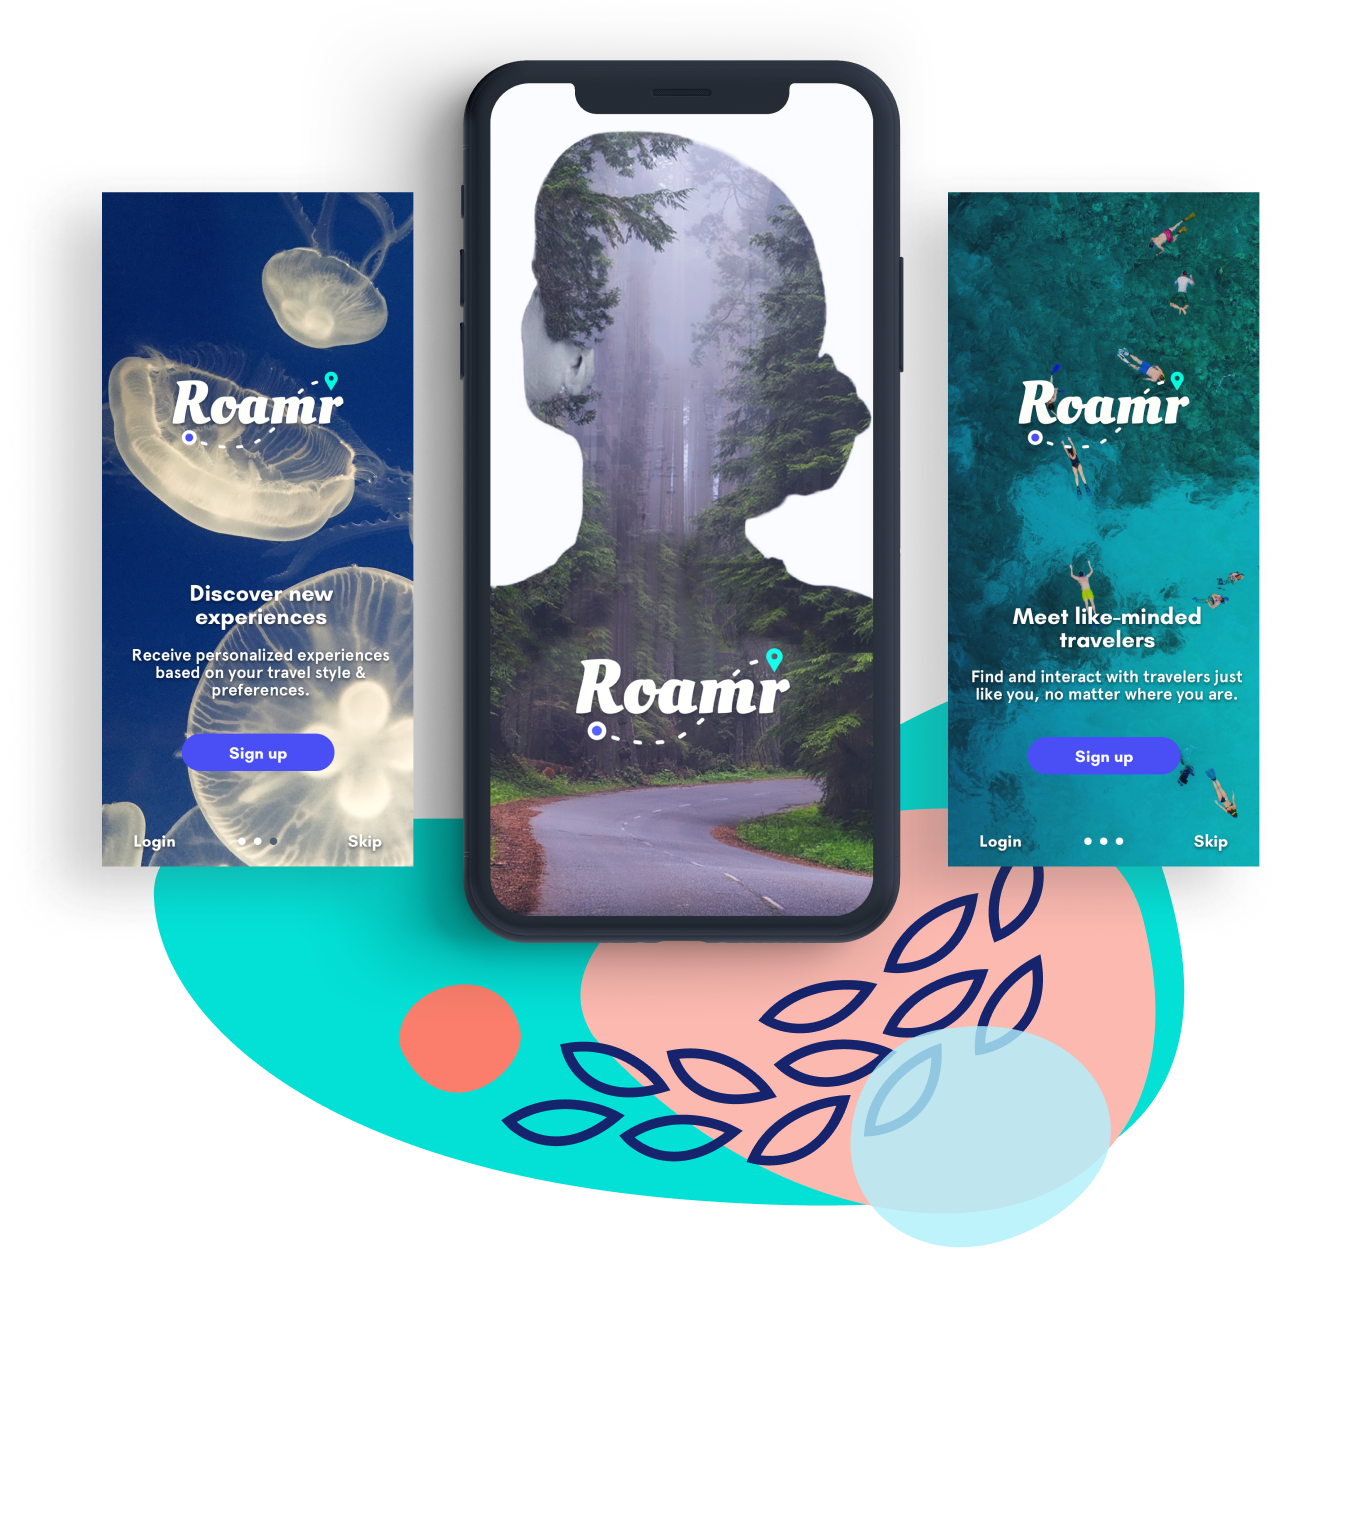 Roamr
Discover new
experiences
Receive personalized experiences
based on your travel style &
preferences.
Sign up
Login
Skip
Roamr
Roamr
Meet like-minded
travelers
Find and interact with travelers just
like you, no matter where you are.
Sign up
Login
Skip